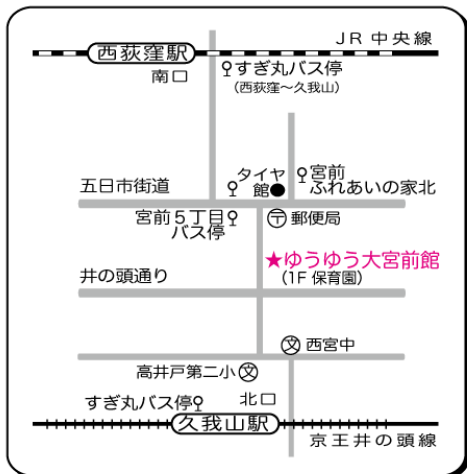 JR中央線
西荻窪駅
南口
すぎ丸バス停
(西荻窪～久我山)
タイヤ
館
宮前
ふれあいの家北
五日市街道
宮前5丁目
バス停
〒
郵便局
★ゆうゆう大宮前館
(1F 保育園)
井の頭通り
文
西宮中
高井戸第二小
文
すぎ丸バス停
北口
久我山駅
京王井の頭線